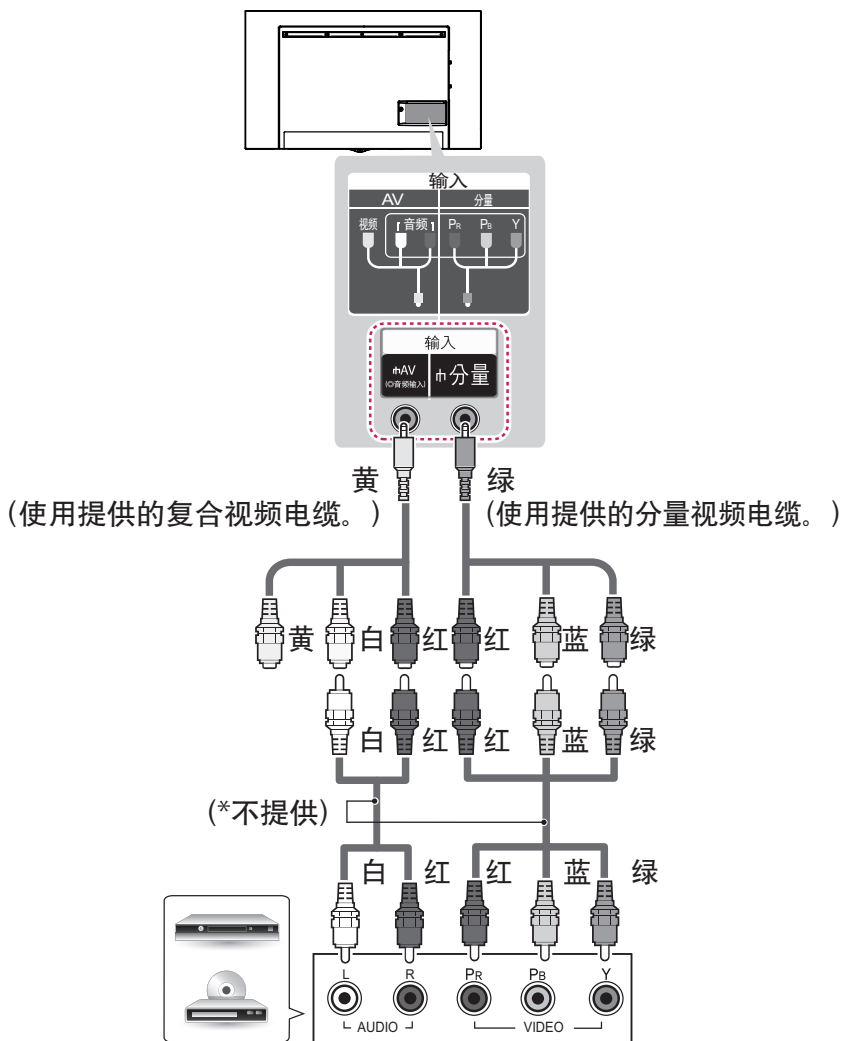 输入
AV 分量
视频 音频 PR PB Y
输入
AV 分量
(音频输入)
黄 绿
(使用提供的复合视频电缆。) (使用提供的分量视频电缆。)
黄 白 红 红 蓝 绿
白 红 红 蓝 绿
(*不提供)
白 红 红 蓝 绿
L R PR PB Y
AUDIO VIDEO